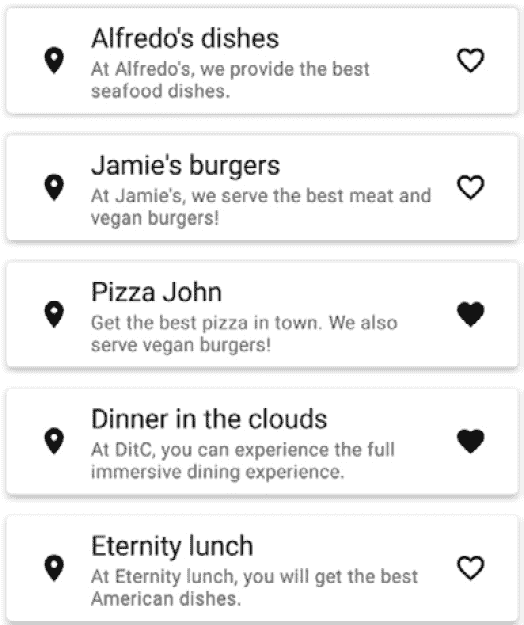 Alfredo's dishes
At Alfredo's, we provide the best
seafood dishes.
Jamie's burgers
At Jamie's, we serve the best meat and
vegan burgers!
Pizza John
Get the best pizza in town. We also
serve vegan burgers!
Dinner in the clouds
At DitC, you can experience the full
immersive dining experience.
Eternity lunch
At Eternity lunch, you will get the best
American dishes.